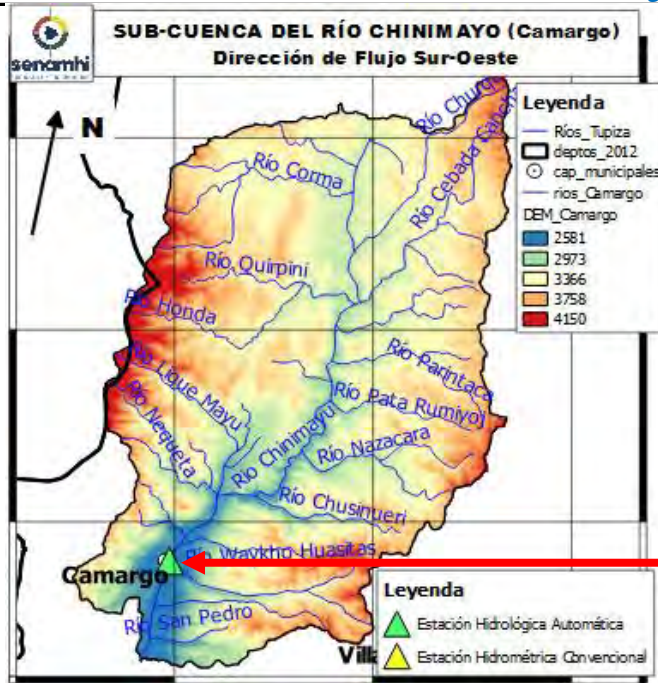 SUB-CUENCA DEL RÍO CHINIMAYO (Camargo)
Dirección de Flujo Sur-Oeste
senamhi
N
Leyenda
Ríos_Tupiza
deptos_2012
cap_municipales
rios_Camargo
DEM_Camargo
2581
2973
3366
3758
4150
Río Churqu
Río Cebada Cancha
Río Corma
Río Quirpini
Río Honda
Río Parintaca
Río Lique Mayu
Río Pata Rumiyoj
Río Nequeta
Río Chinimayu
Río Nazacara
Río Chusinueri
Río Waykho Huasitas
Camargo
Río San Pedro
Villa
Leyenda
Estación Hidrológica Automática
Estación Hidrométrica Convencional